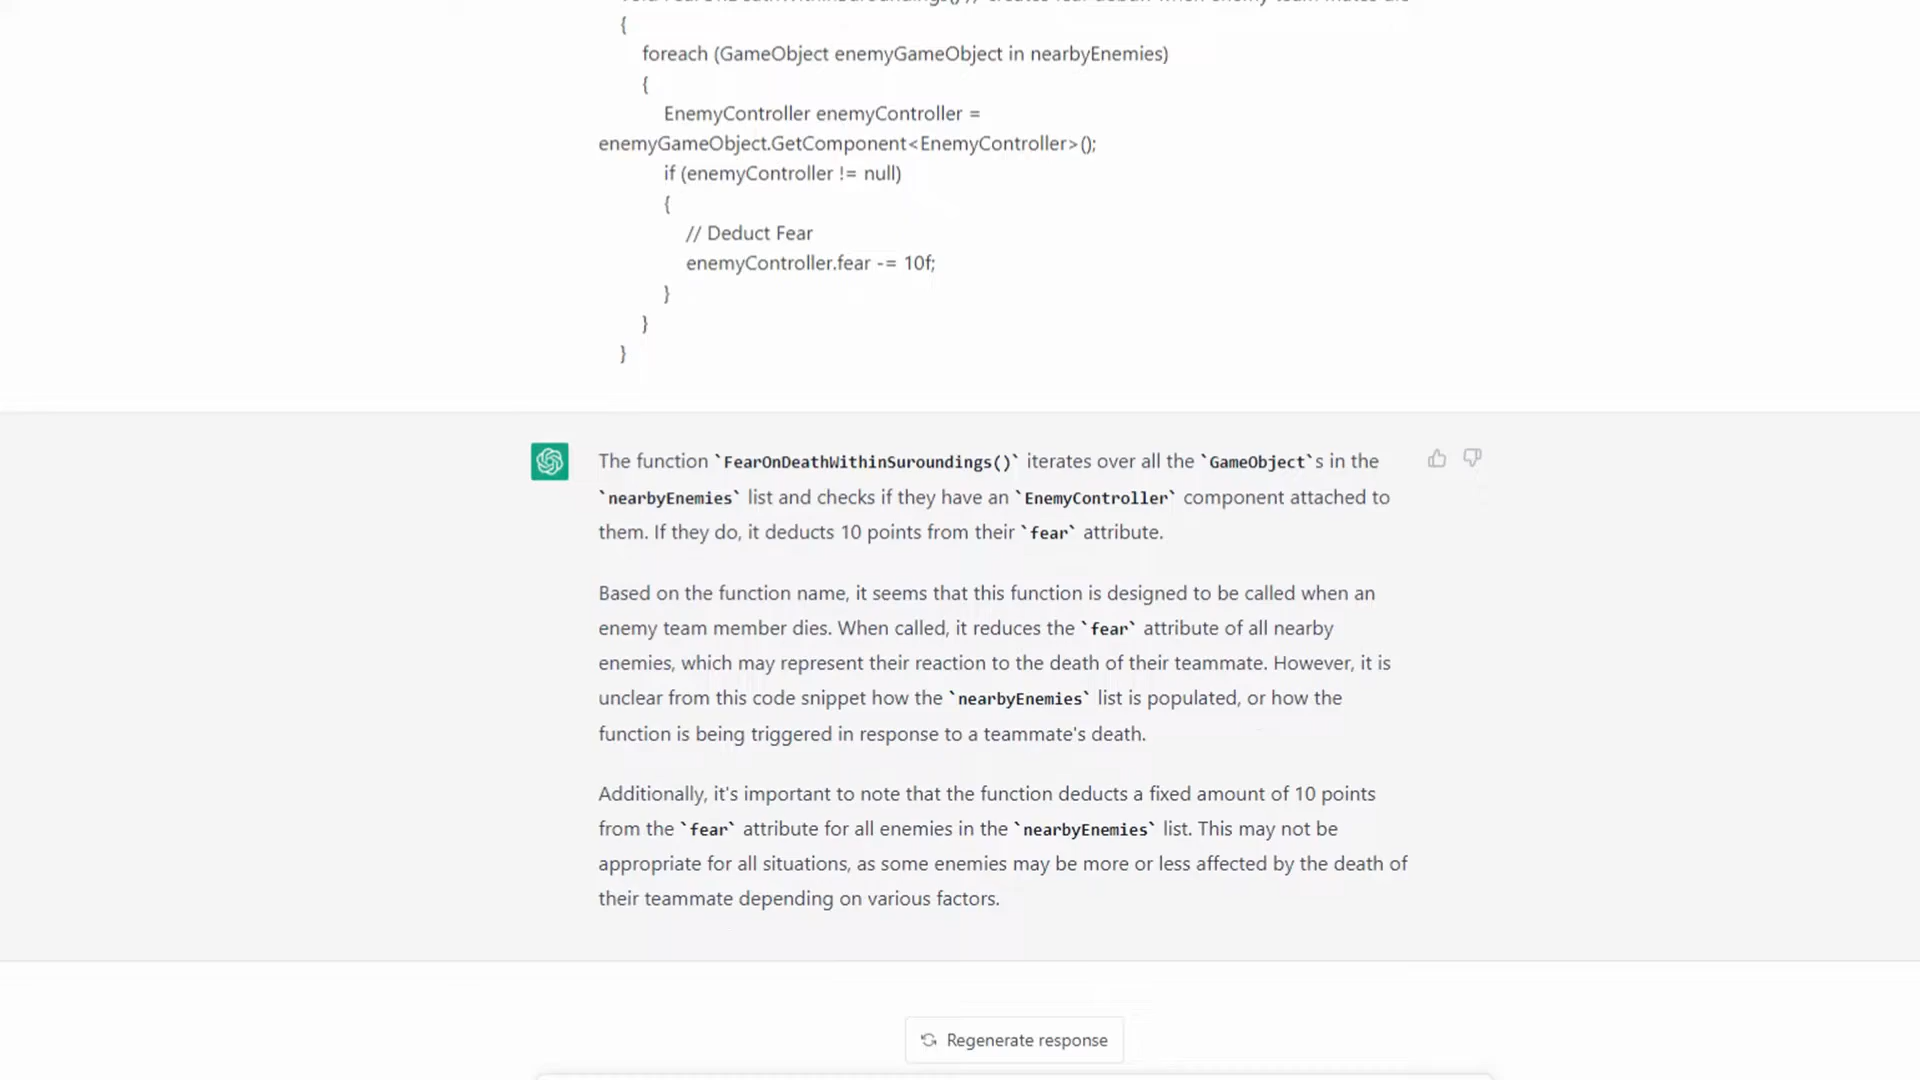 {
foreach (GameObject enemyGameObject in nearbyEnemies)
{
EnemyController enemyController =
enemyGameObject.GetComponent<EnemyController>();
if (enemyController != null)
{
// Deduct Fear
enemyController.fear -= 10f;
}
}
}
The function `FearOnDeathWithinSuroundings()` iterates over all the `GameObject`s in the
`nearbyEnemies` list and checks if they have an `EnemyController` component attached to
them. If they do, it deducts 10 points from their `fear` attribute.
Based on the function name, it seems that this function is designed to be called when an
enemy team member dies. When called, it reduces the `fear` attribute of all nearby
enemies, which may represent their reaction to the death of their teammate. However, it is
unclear from this code snippet how the `nearbyEnemies` list is populated, or how the
function is being triggered in response to a teammate's death.
Additionally, it's important to note that the function deducts a fixed amount of 10 points
from the `fear` attribute for all enemies in the `nearbyEnemies` list. This may not be
appropriate for all situations, as some enemies may be more or less affected by the death of
their teammate depending on various factors.
Regenerate response